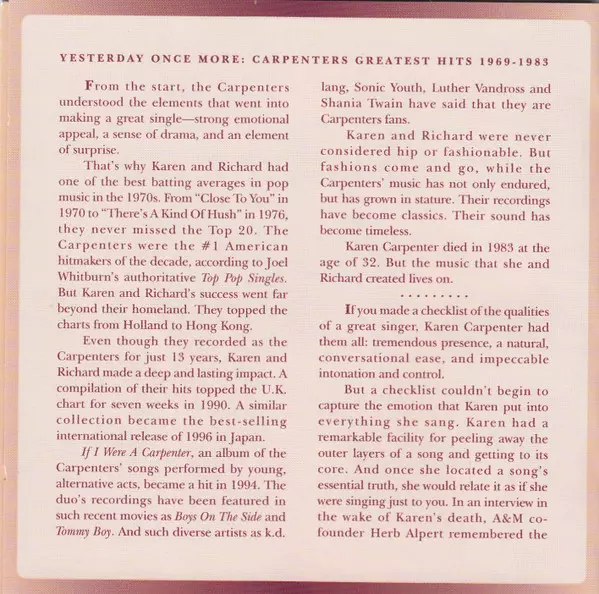 YESTERDAY ONCE MORE: CARPENTERS GREATEST HITS 1969-1983
From the start, the Carpenters
understood the elements that went into
making a great single—strong emotional
appeal, a sense of drama, and an element
of surprise.
That's why Karen and Richard had
one of the best batting averages in pop
music in the 1970s. From “Close To You” in
1970 to “There's A Kind Of Hush” in 1976,
they never missed the Top 20. The
Carpenters were the #1 American
hitmakers of the decade, according to Joel
Whitburn's authoritative Top Pop Singles.
But Karen and Richard's success went far
beyond their homeland. They topped the
charts from Holland to Hong Kong.
Even though they recorded as the
Carpenters for just 13 years, Karen and
Richard made a deep and lasting impact. A
compilation of their hits topped the U.K.
chart for seven weeks in 1990. A similar
collection became the best-selling
international release of 1996 in Japan.
If I Were A Carpenter, an album of the
Carpenters' songs performed by young,
alternative acts, became a hit in 1994. The
duo's recordings have been featured in
such recent movies as Boys On The Side and
Tommy Boy. And such diverse artists as k.d.
lang, Sonic Youth, Luther Vandross and
Shania Twain have said that they are
Carpenters fans.
Karen and Richard were never
considered hip or fashionable. But
fashions come and go, while the
Carpenters' music has not only endured,
but has grown in stature. Their recordings
have become classics. Their sound has
become timeless.
Karen Carpenter died in 1983 at the
age of 32. But the music that she and
Richard created lives on.
. . . . . . . . .
If you made a checklist of the qualities
of a great singer, Karen Carpenter had
them all: tremendous presence, a natural,
conversational ease, and impeccable
intonation and control.
But a checklist couldn't begin to
capture the emotion that Karen put into
everything she sang. Karen had a
remarkable facility for peeling away the
outer layers of a song and getting to its
core. And once she located a song's
essential truth, she would relate it as if she
were singing just to you. In an interview in
the wake of Karen's death, A&M co-
founder Herb Alpert remembered the